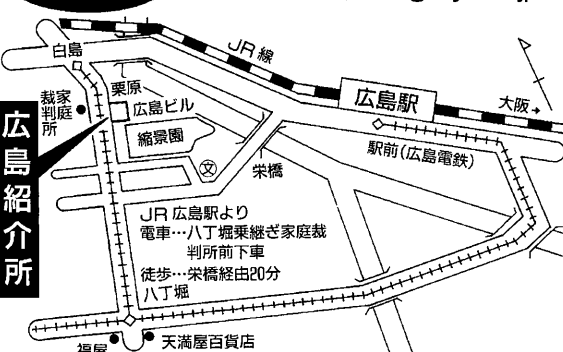 白島
JR線
広島駅
大阪→
栗原
広島ビル
家庭
裁判所
縮景園
文
栄橋
駅前(広島電鉄)
広島紹介所
JR広島駅より
電車…八丁堀乗継ぎ家庭裁
判所前下車
徒歩…栄橋経由20分
八丁堀
福屋
天満屋百貨店